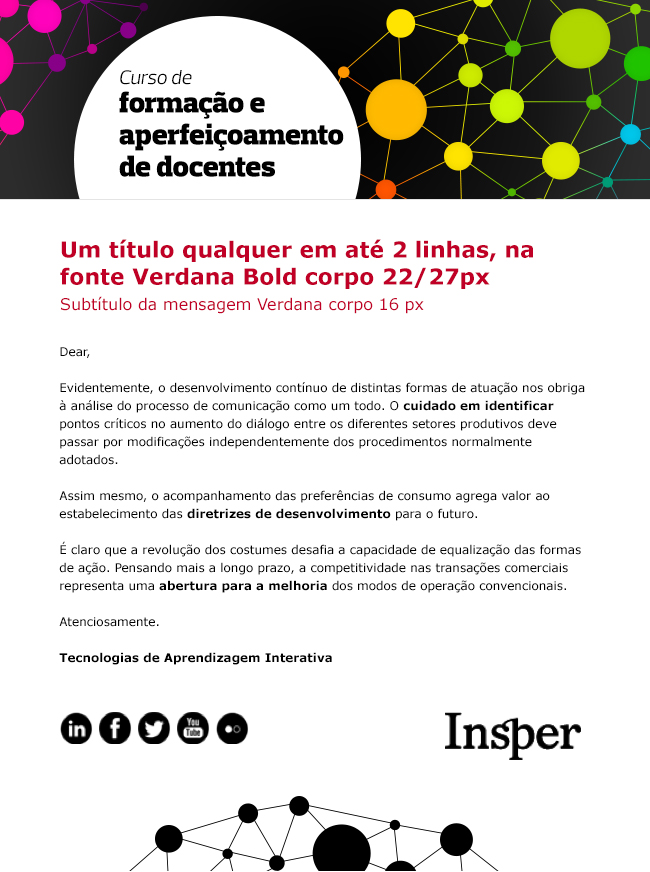 Curso de
formação e
aperfeiçoamento
de docentes
Um título qualquer em até 2 linhas, na
fonte Verdana Bold corpo 22/27px
Subtítulo da mensagem Verdana corpo 16 px
Dear,
Evidentemente, o desenvolvimento contínuo de distintas formas de atuação nos obriga
à análise do processo de comunicação como um todo. O cuidado em identificar
pontos críticos no aumento do diálogo entre os diferentes setores produtivos deve
passar por modificações independentemente dos procedimentos normalmente
adotados.
Assim mesmo, o acompanhamento das preferências de consumo agrega valor ao
estabelecimento das diretrizes de desenvolvimento para o futuro.
É claro que a revolução dos costumes desafia a capacidade de equalização das formas
de ação. Pensando mais a longo prazo, a competitividade nas transações comerciais
representa uma abertura para a melhoria dos modos de operação convencionais.
Atenciosamente.
Tecnologias de Aprendizagem Interativa
in f You Tube
Insper